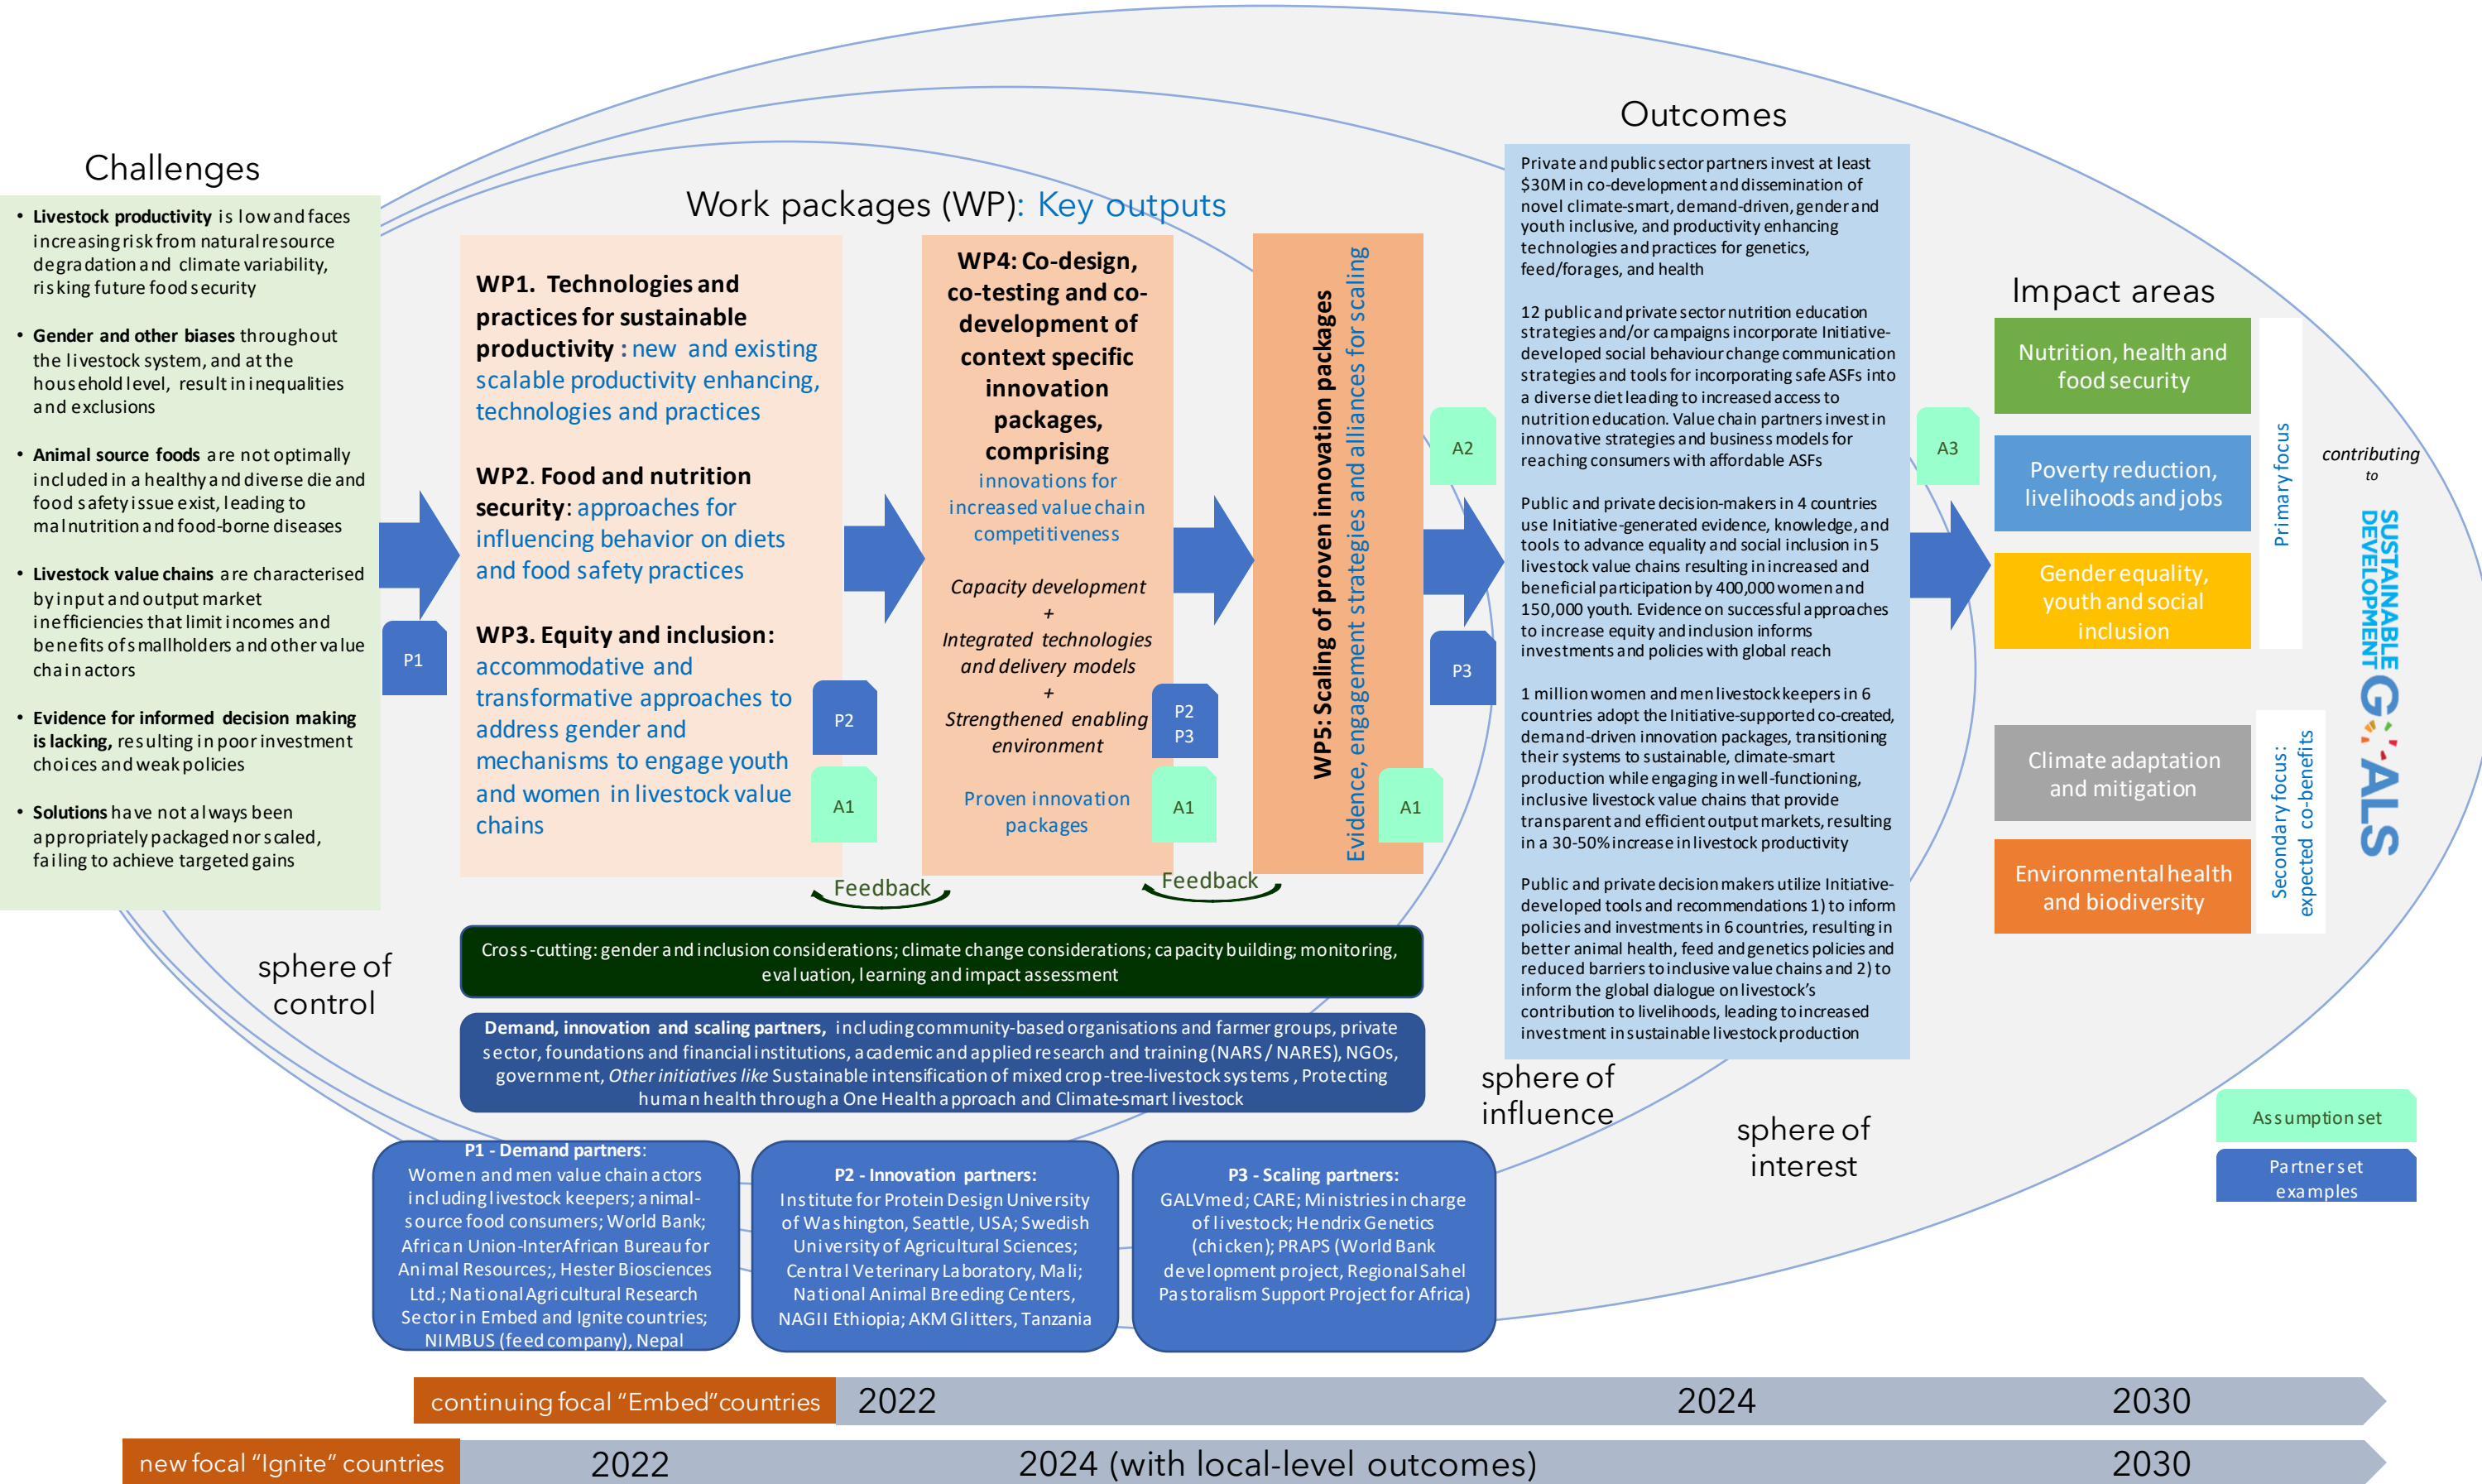 Challenges
• Livestock productivity is low and faces
increasing risk from natural resource
degradation and climate variability,
risking future food security
• Gender and other biases throughout
the livestock system, and at the
household level, result in inequalities
and exclusions
• Animal source foods are not optimally
included in a healthy and diverse die and
food safety issue exist, leading to
malnutrition and food-borne diseases
• Livestock value chains are characterised
by input and output market
inefficiencies that limit incomes and
benefits of smallholders and other value
chain actors
• Evidence for informed decision making
is lacking, resulting in poor investment
choices and weak policies
• Solutions have not always been
appropriately packaged nor scaled,
failing to achieve targeted gains
P1
Work packages (WP): Key outputs
WP1. Technologies and
practices for sustainable
productivity : new and existing
scalable productivity enhancing,
technologies and practices
WP2. Food and nutrition
security: approaches for
influencing behavior on diets
and food safety practices
WP3. Equity and inclusion:
accommodative and
transformative approaches to
address gender and
mechanisms to engage youth
and women in livestock value
chains
P2
A1
WP4: Co-design,
co-testing and co-
development of
context specific
innovation
packages,
comprising
innovations for
increased value chain
competitiveness
Capacity development
+
Integrated technologies
and delivery models
+
Strengthened enabling
environment
Proven innovation
packages
P2
P3
A1
WP5: Scaling of proven innovation packages
Evidence, engagement strategies and alliances for scaling
A1
Feedback
Feedback
A2
P3
Outcomes
Private and public sector partners invest at least
$30M in co-development and dissemination of
novel climate-smart, demand-driven, gender and
youth inclusive, and productivity enhancing
technologies and practices for genetics,
feed/forages, and health
12 public and private sector nutrition education
strategies and/or campaigns incorporate Initiative-
developed social behaviour change communication
strategies and tools for incorporating safe ASFs into
a diverse diet leading to increased access to
nutrition education. Value chain partners invest in
innovative strategies and business models for
reaching consumers with affordable ASFs
Public and private decision-makers in 4 countries
use Initiative-generated evidence, knowledge, and
tools to advance equality and social inclusion in 5
livestock value chains resulting in increased and
beneficial participation by 400,000 women and
150,000 youth. Evidence on successful approaches
to increase equity and inclusion informs
investments and policies with global reach
1 million women and men livestock keepers in 6
countries adopt the Initiative-supported co-created,
demand-driven innovation packages, transitioning
their systems to sustainable, climate-smart
production while engaging in well-functioning,
inclusive livestock value chains that provide
transparent and efficient output markets, resulting
in a 30-50% increase in livestock productivity
Public and private decision makers utilize Initiative-
developed tools and recommendations 1) to inform
policies and investments in 6 countries, resulting in
better animal health, feed and genetics policies and
reduced barriers to inclusive value chains and 2) to
inform the global dialogue on livestock's
contribution to livelihoods, leading to increased
investment in sustainable livestock production
A3
Impact areas
Nutrition, health and
food security
Poverty reduction,
livelihoods and jobs
Gender equality,
youth and social
inclusion
Primary focus
Climate adaptation
and mitigation
Environmental health
and biodiversity
Secondary focus:
expected co-benefits
contributing
to
SUSTAINABLE
DEVELOPMENT
GOALS
Cross-cutting: gender and inclusion considerations; climate change considerations; capacity building; monitoring,
evaluation, learning and impact assessment
Demand, innovation and scaling partners, including community-based organisations and farmer groups, private
sector, foundations and financial institutions, academic and applied research and training (NARS / NARES), NGOs,
government, Other initiatives like Sustainable intensification of mixed crop-tree-livestock systems , Protecting
human health through a One Health approach and Climate-smart livestock
sphere of
control
sphere of
influence
sphere of
interest
P1 - Demand partners:
Women and men value chain actors
including livestock keepers; animal-
source food consumers; World Bank;
African Union-InterAfrican Bureau for
Animal Resources;, Hester Biosciences
Ltd.; National Agricultural Research
Sector in Embed and Ignite countries;
NIMBUS (feed company), Nepal
P2 - Innovation partners:
Institute for Protein Design University
of Washington, Seattle, USA; Swedish
University of Agricultural Sciences;
Central Veterinary Laboratory, Mali;
National Animal Breeding Centers,
NAGII Ethiopia; AKM Glitters, Tanzania
P3 - Scaling partners:
GALVmed; CARE; Ministries in charge
of livestock; Hendrix Genetics
(chicken); PRAPS (World Bank
development project, Regional Sahel
Pastoralism Support Project for Africa)
Assumption set
Partner set
examples
continuing focal "Embed"countries 2022 2024 2030
new focal "Ignite" countries 2022 2024 (with local-level outcomes) 2030